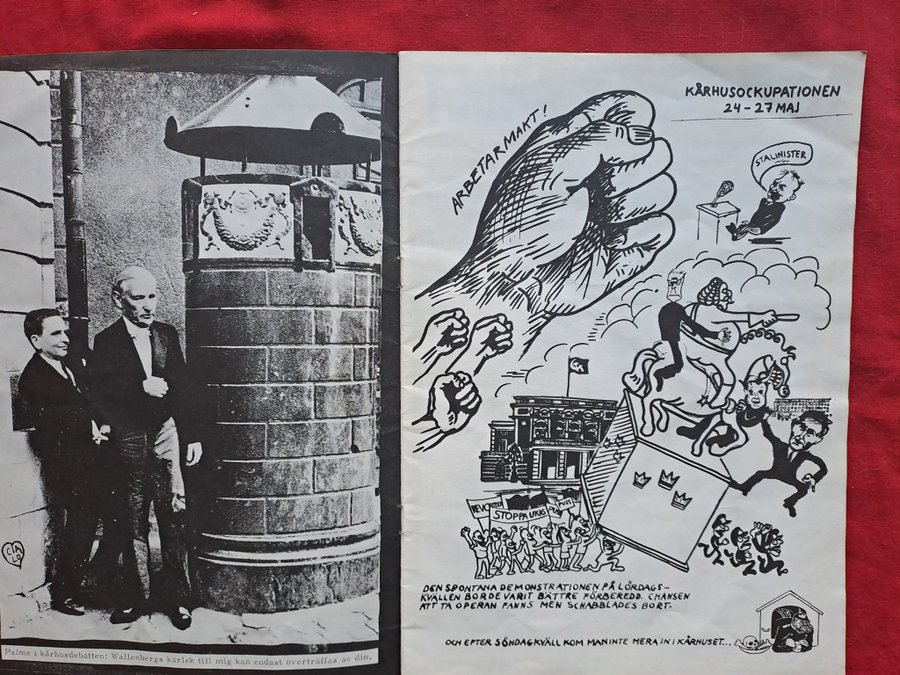 Palme i kårhusdebatten: Wallenbergs kärlek till mig kan endast överträffas av din.
KÅRHUSOCKUPATIONEN
24-27 MAJ
ARBETARMAKT!
STALINISTER
STOPPA UKAS
DEN SPONTANA DEMONSTRATIONEN PÅ LÖRDAGS-
KVÄLLEN BORDE VARIT BÄTTRE FÖRBEREDD. CHANSEN
ATT TA OPERAN FANNS MEN SCHABBLADES BORT.
OCH EFTER SÖNDAGKVÄLL KOM MAN INTE MERA IN I KÅRHUSET...